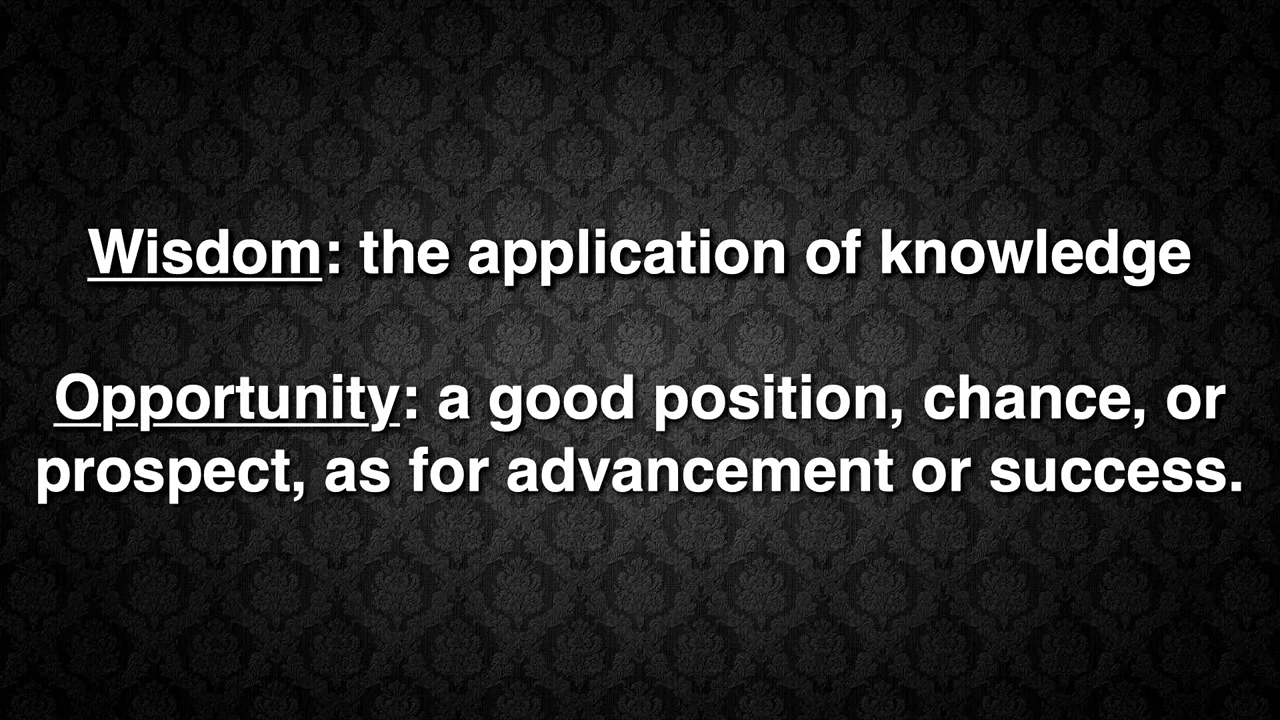 Wisdom: the application of knowledge
Opportunity: a good position, chance, or
prospect, as for advancement or success.